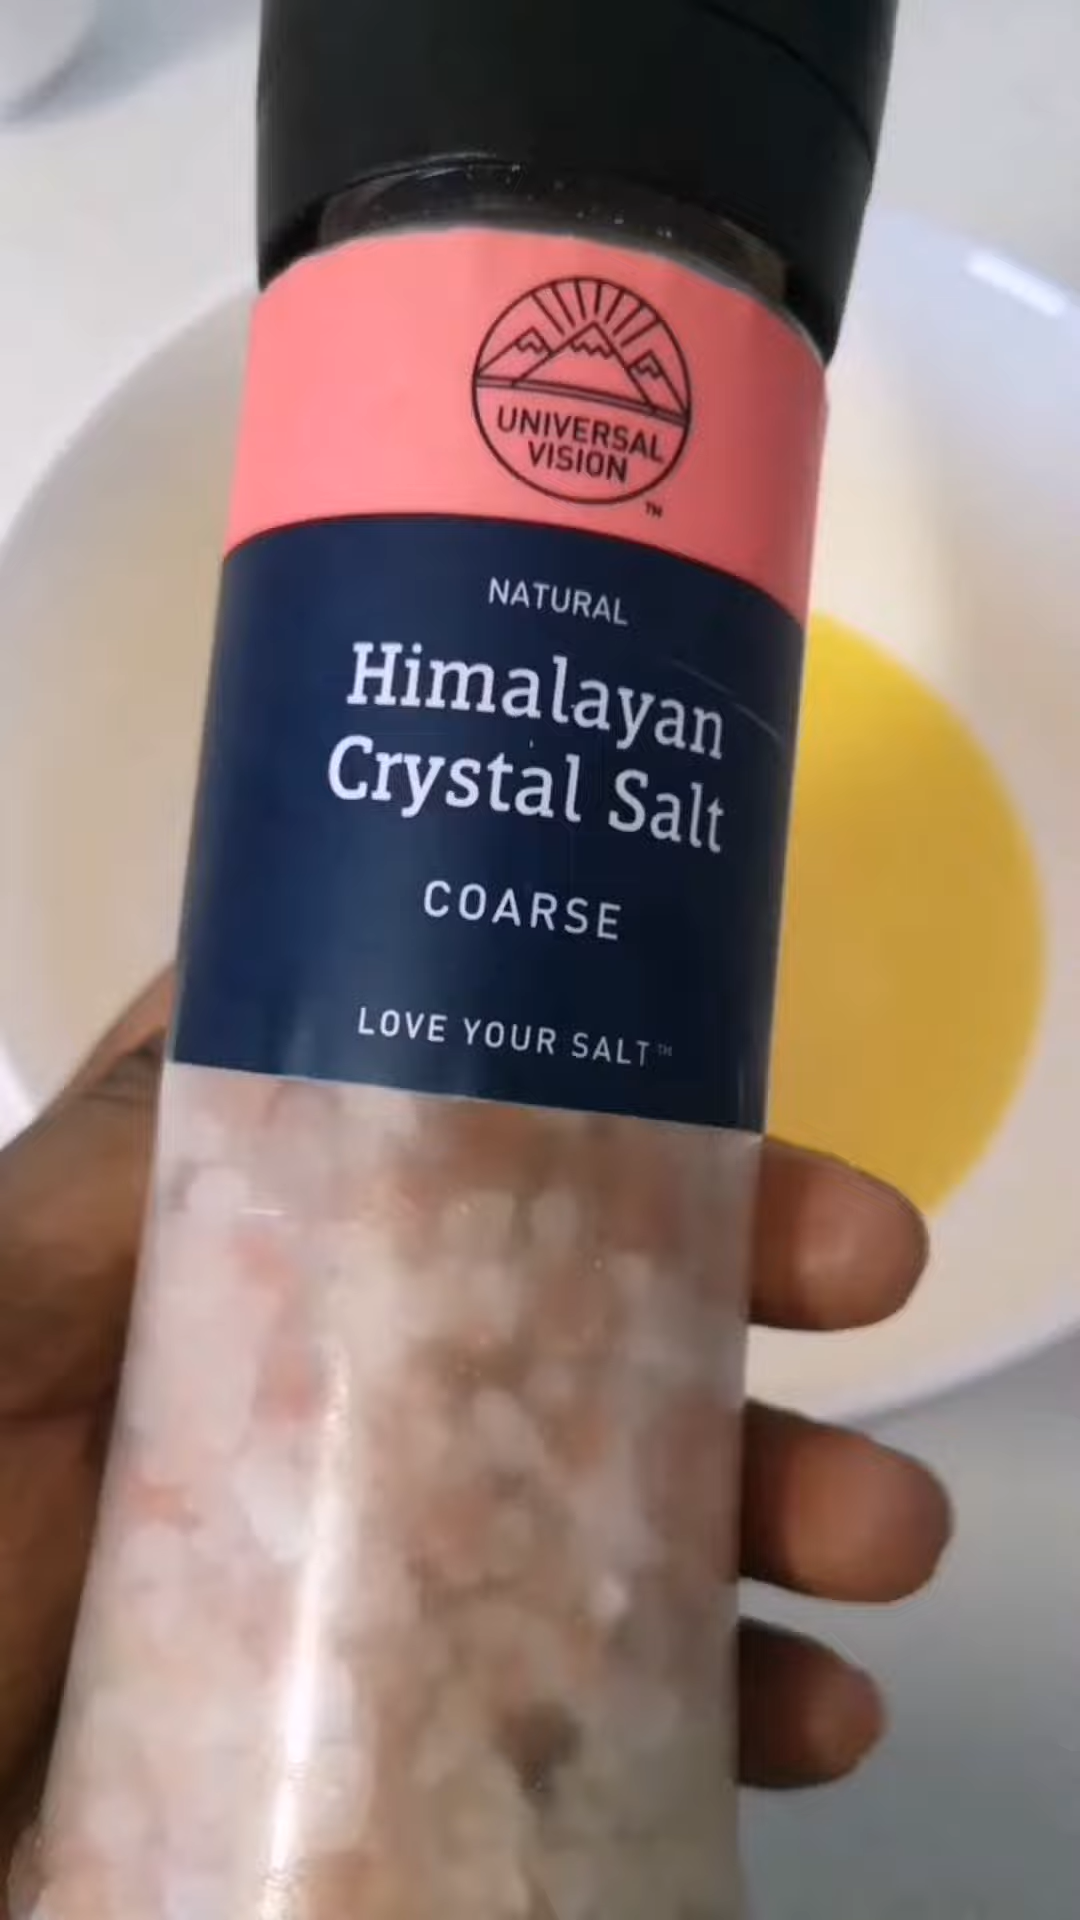 UNIVERSAL
VISION
TM
NATURAL
Himalayan
Crystal Salt
COARSE
LOVE YOUR SALT™